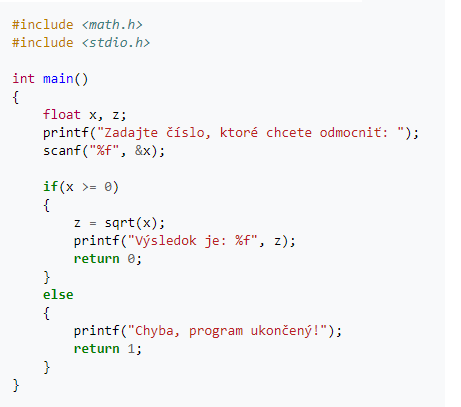 #include <math.h>
#include <stdio.h>
int main()
{
    float x, z;
    printf("Zadajte číslo, ktoré chcete odmocniť: ");
    scanf("%f", &x);
    if(x >= 0)
    {
        z = sqrt(x);
        printf("Výsledok je: %f", z);
        return 0;
    }
    else
    {
        printf("Chyba, program ukončený!");
        return 1;
    }
}